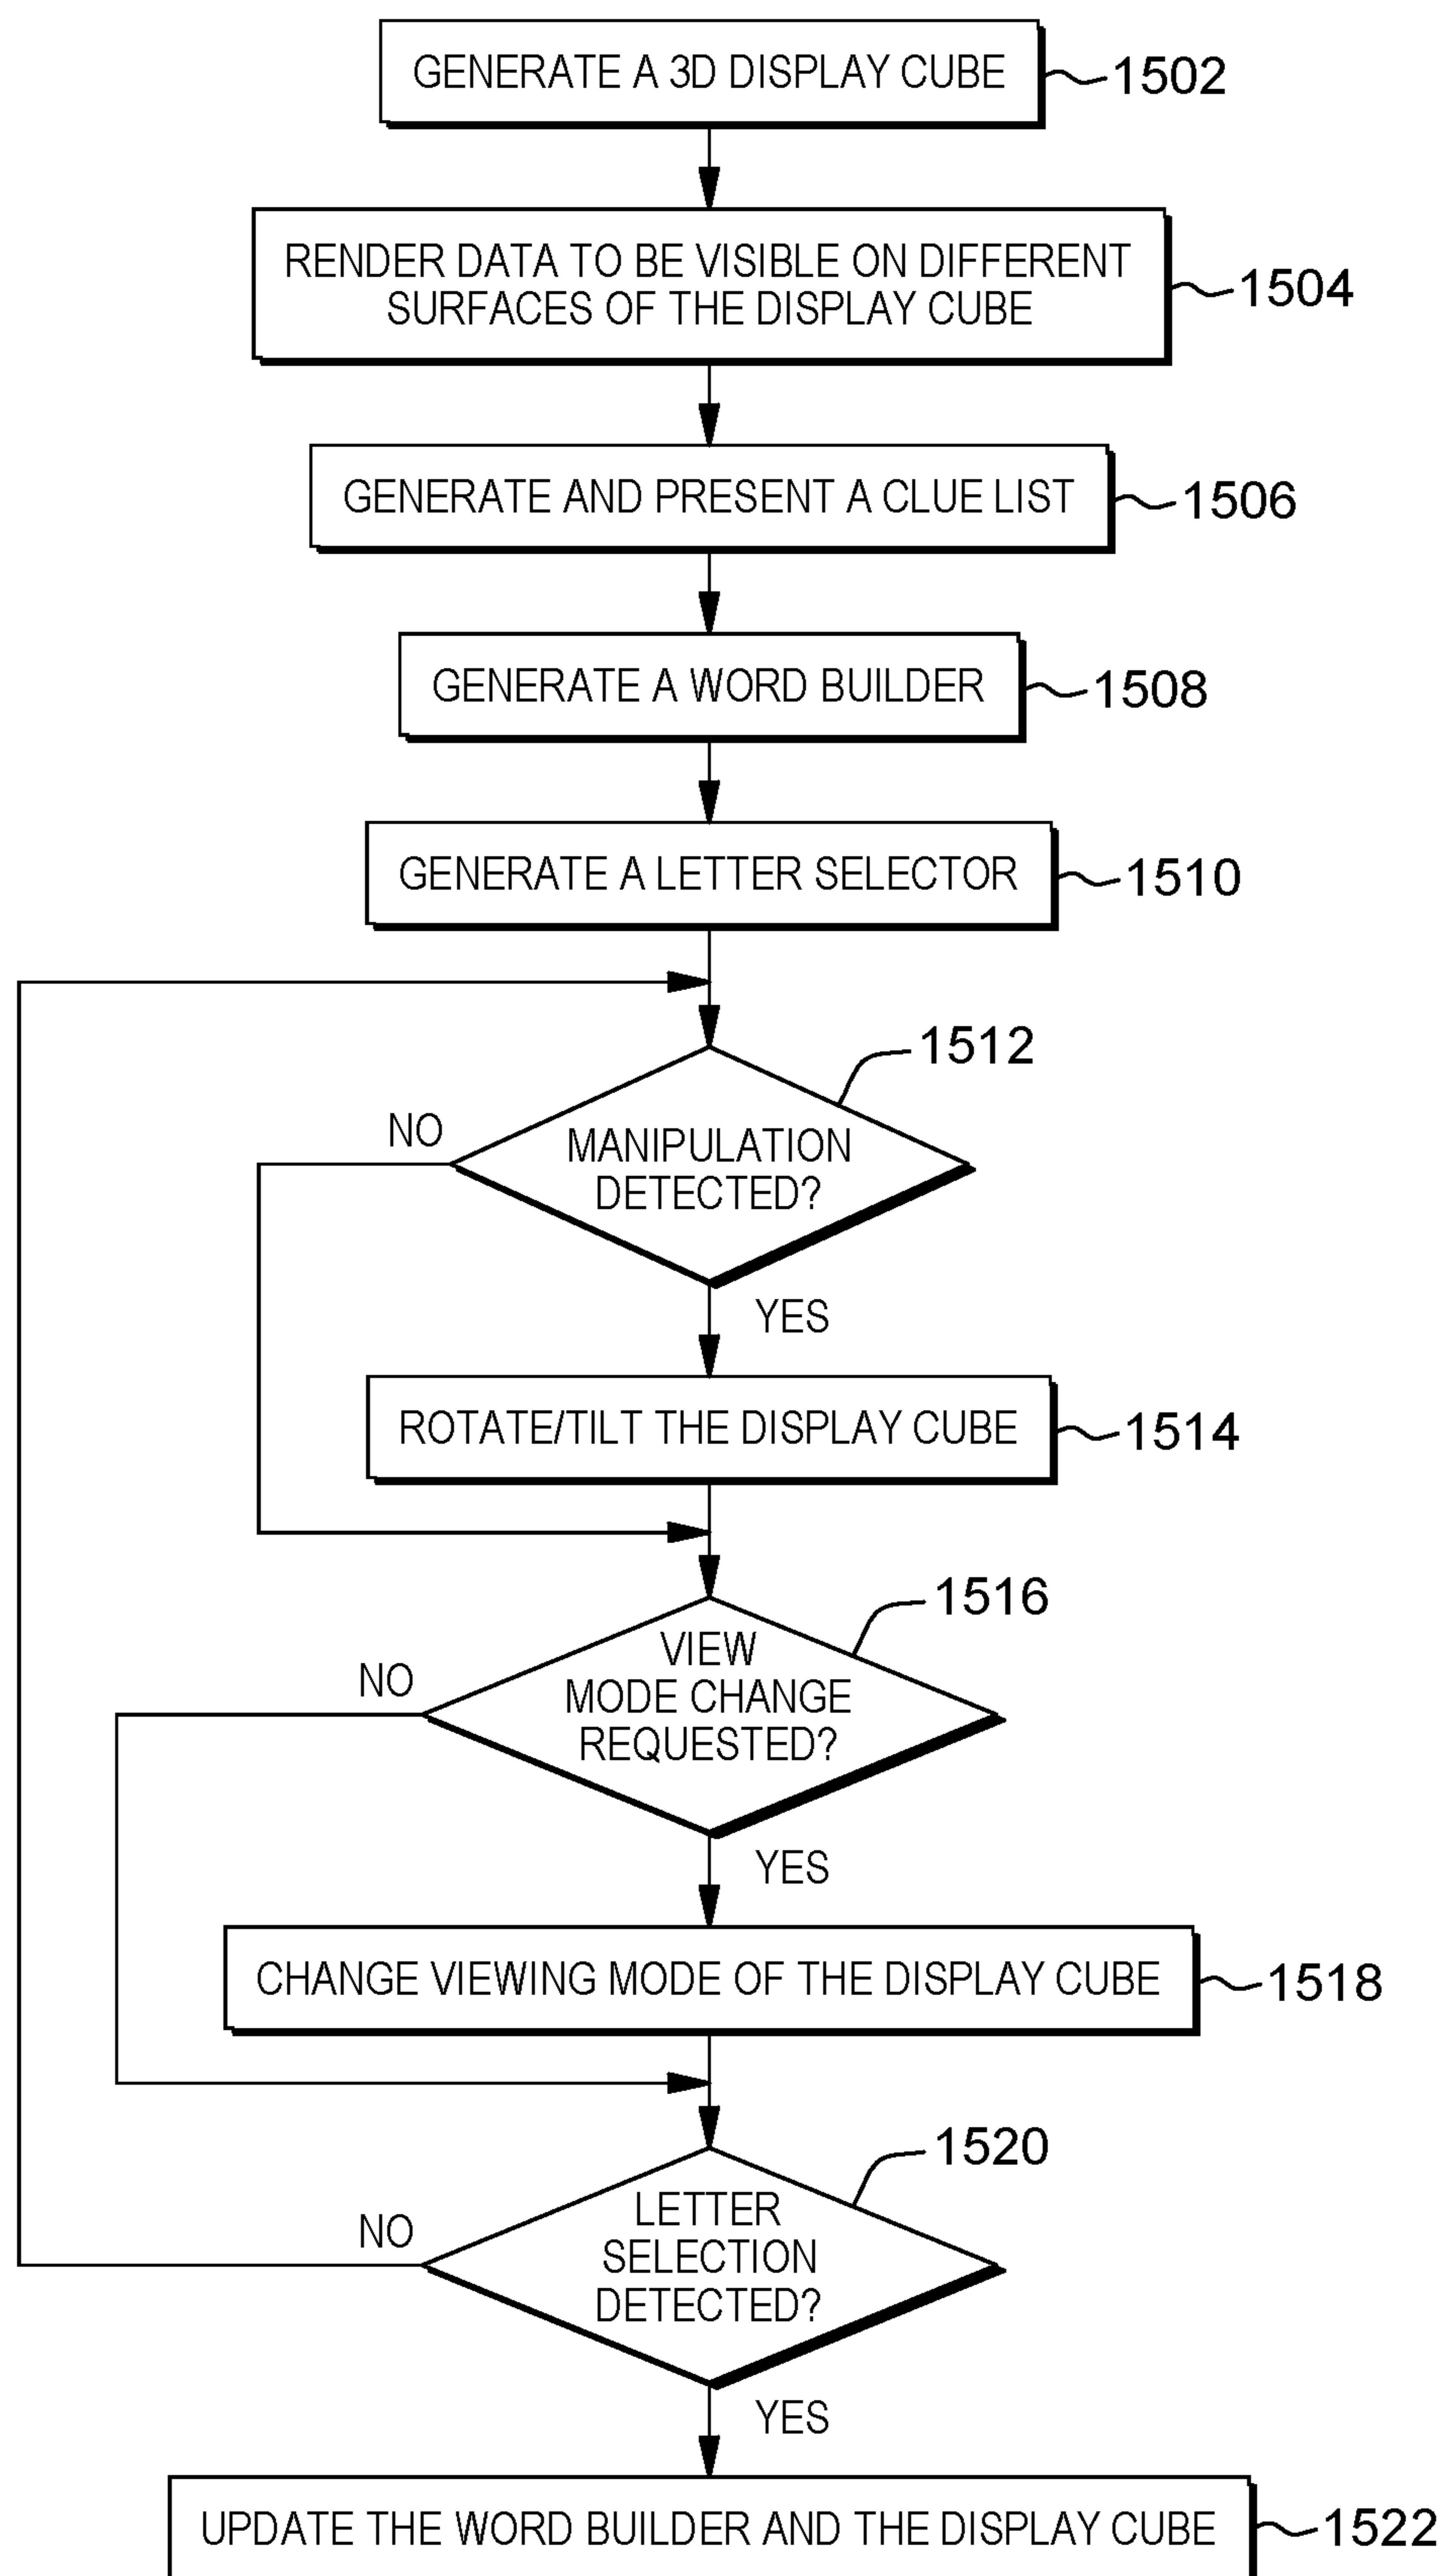 GENERATE A 3D DISPLAY CUBE
1502
RENDER DATA TO BE VISIBLE ON DIFFERENT
SURFACES OF THE DISPLAY CUBE
1504
GENERATE AND PRESENT A CLUE LIST
1506
GENERATE A WORD BUILDER
1508
GENERATE A LETTER SELECTOR
1510
1512
NO
MANIPULATION
DETECTED?
YES
ROTATE/TILT THE DISPLAY CUBE
1514
1516
NO
VIEW
MODE CHANGE
REQUESTED?
YES
CHANGE VIEWING MODE OF THE DISPLAY CUBE
1518
1520
NO
LETTER
SELECTION
DETECTED?
YES
UPDATE THE WORD BUILDER AND THE DISPLAY CUBE
1522